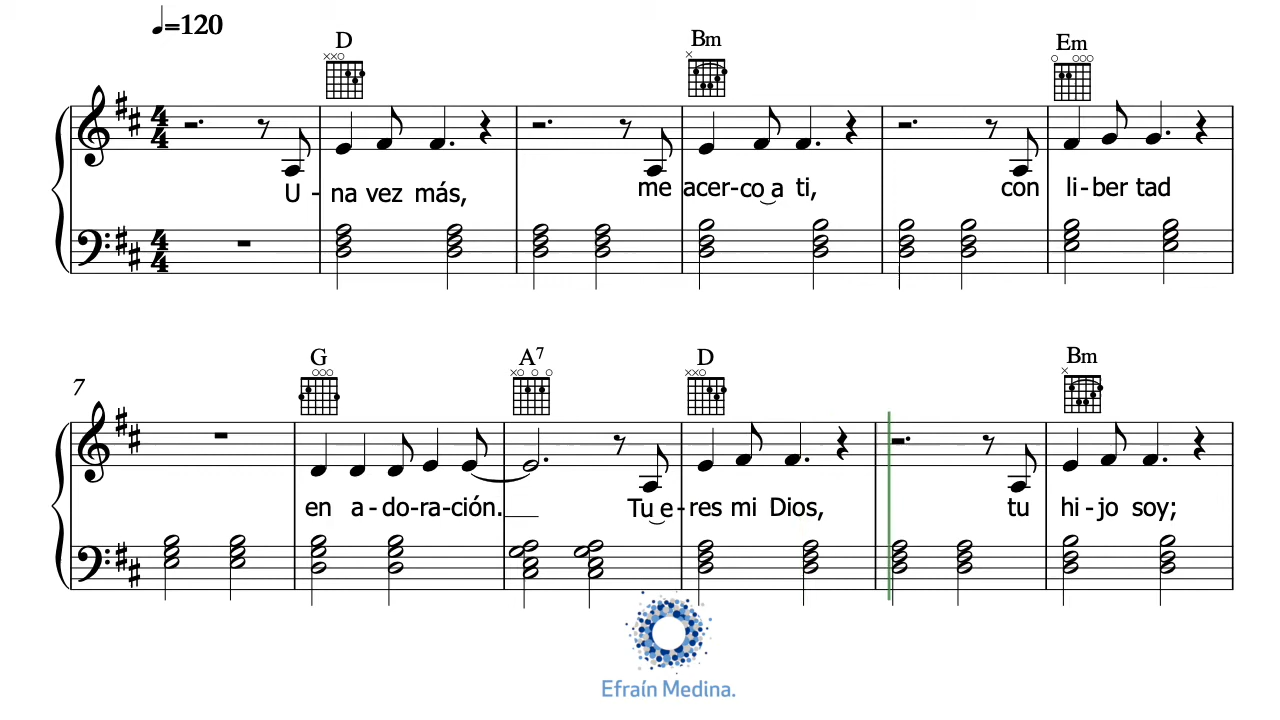 ♩=120
D Bm Em
U - na vez más, me acer-co‿a ti, con li-ber tad
7 G A7 D Bm
en a-do-ra-ción.__ Tu‿e-res mi Dios, tu hi-jo soy;
Efraín Medina.